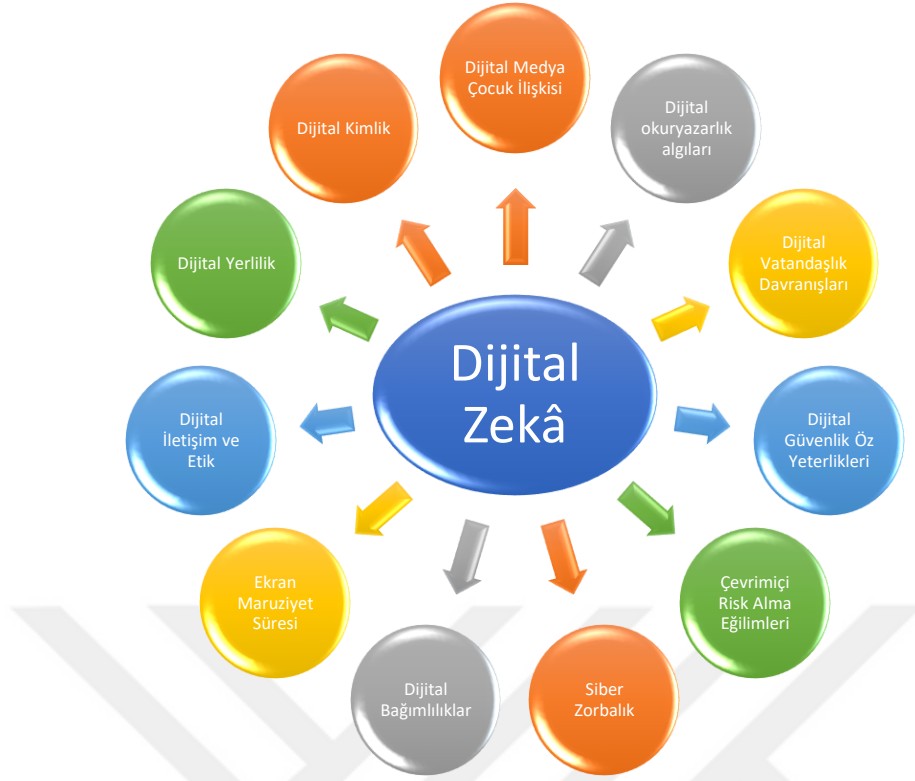 Dijital Medya
Çocuk İlişkisi
Dijital
okuryazarlık
algıları
Dijital
Vatandaşlık
Davranışları
Dijital
Güvenlik Öz
Yeterlikleri
Çevrimiçi
Risk Alma
Eğilimleri
Siber
Zorbalık
Dijital
Bağımlılıklar
Ekran
Maruziyet
Süresi
Dijital
İletişim ve
Etik
Dijital Yerlilik
Dijital Kimlik
Dijital
Zekâ